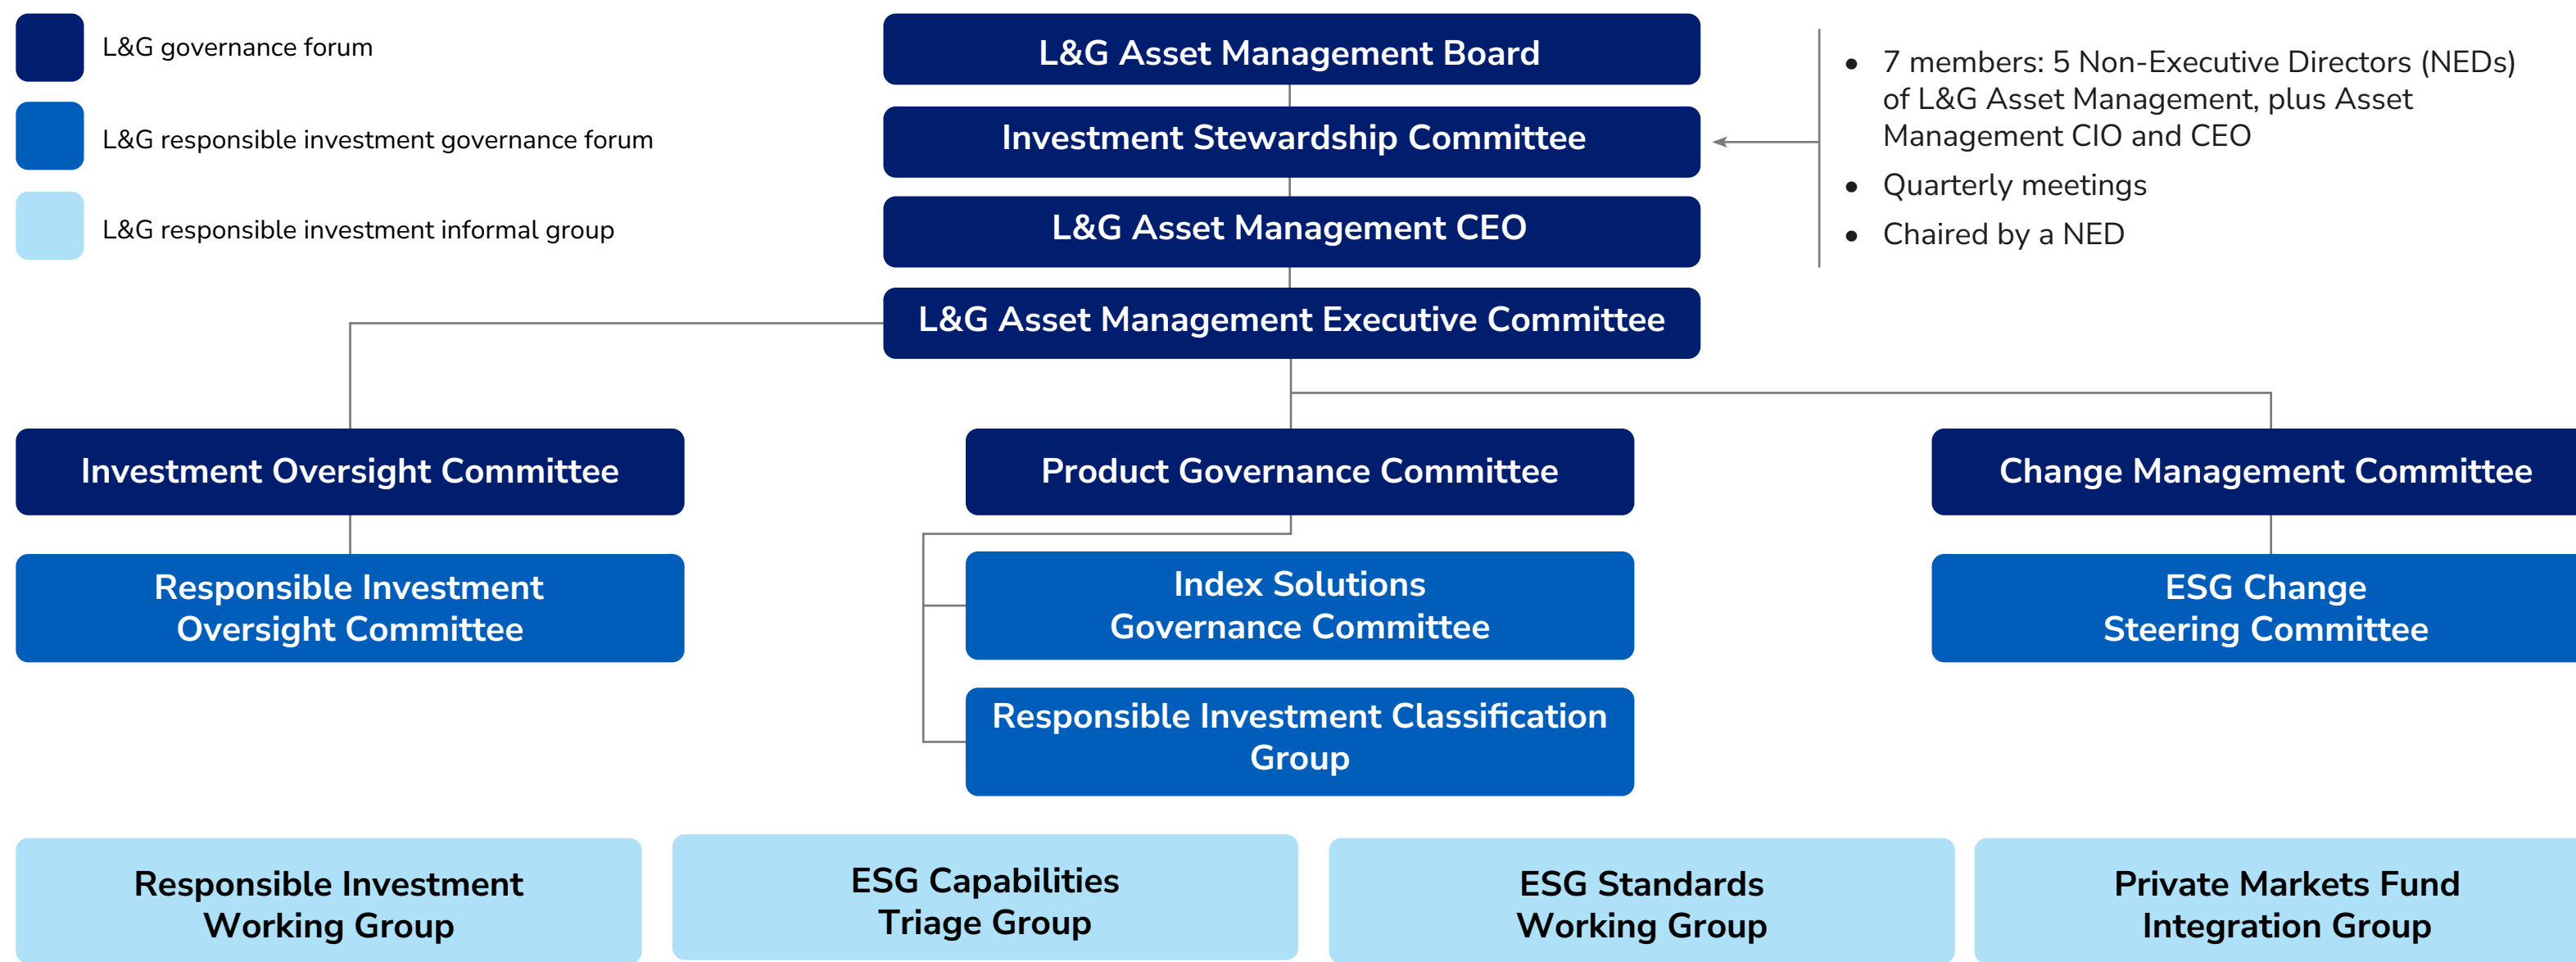 L&G governance forum
L&G responsible investment governance forum
L&G responsible investment informal group
L&G Asset Management Board
Investment Stewardship Committee
L&G Asset Management CEO
L&G Asset Management Executive Committee
• 7 members: 5 Non-Executive Directors (NEDs)
of L&G Asset Management, plus Asset
Management CIO and CEO
• Quarterly meetings
• Chaired by a NED
Investment Oversight Committee
Product Governance Committee
Change Management Committee
Responsible Investment
Oversight Committee
Index Solutions
Governance Committee
ESG Change
Steering Committee
Responsible Investment Classification
Group
Responsible Investment
Working Group
ESG Capabilities
Triage Group
ESG Standards
Working Group
Private Markets Fund
Integration Group